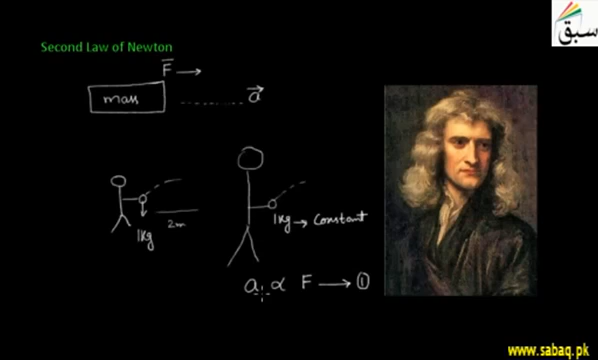 سبق
Second Law of Newton
F
mass
a
1kg
2m
1kg → Constant
a ∝ F → ①
www.sabaq.pk